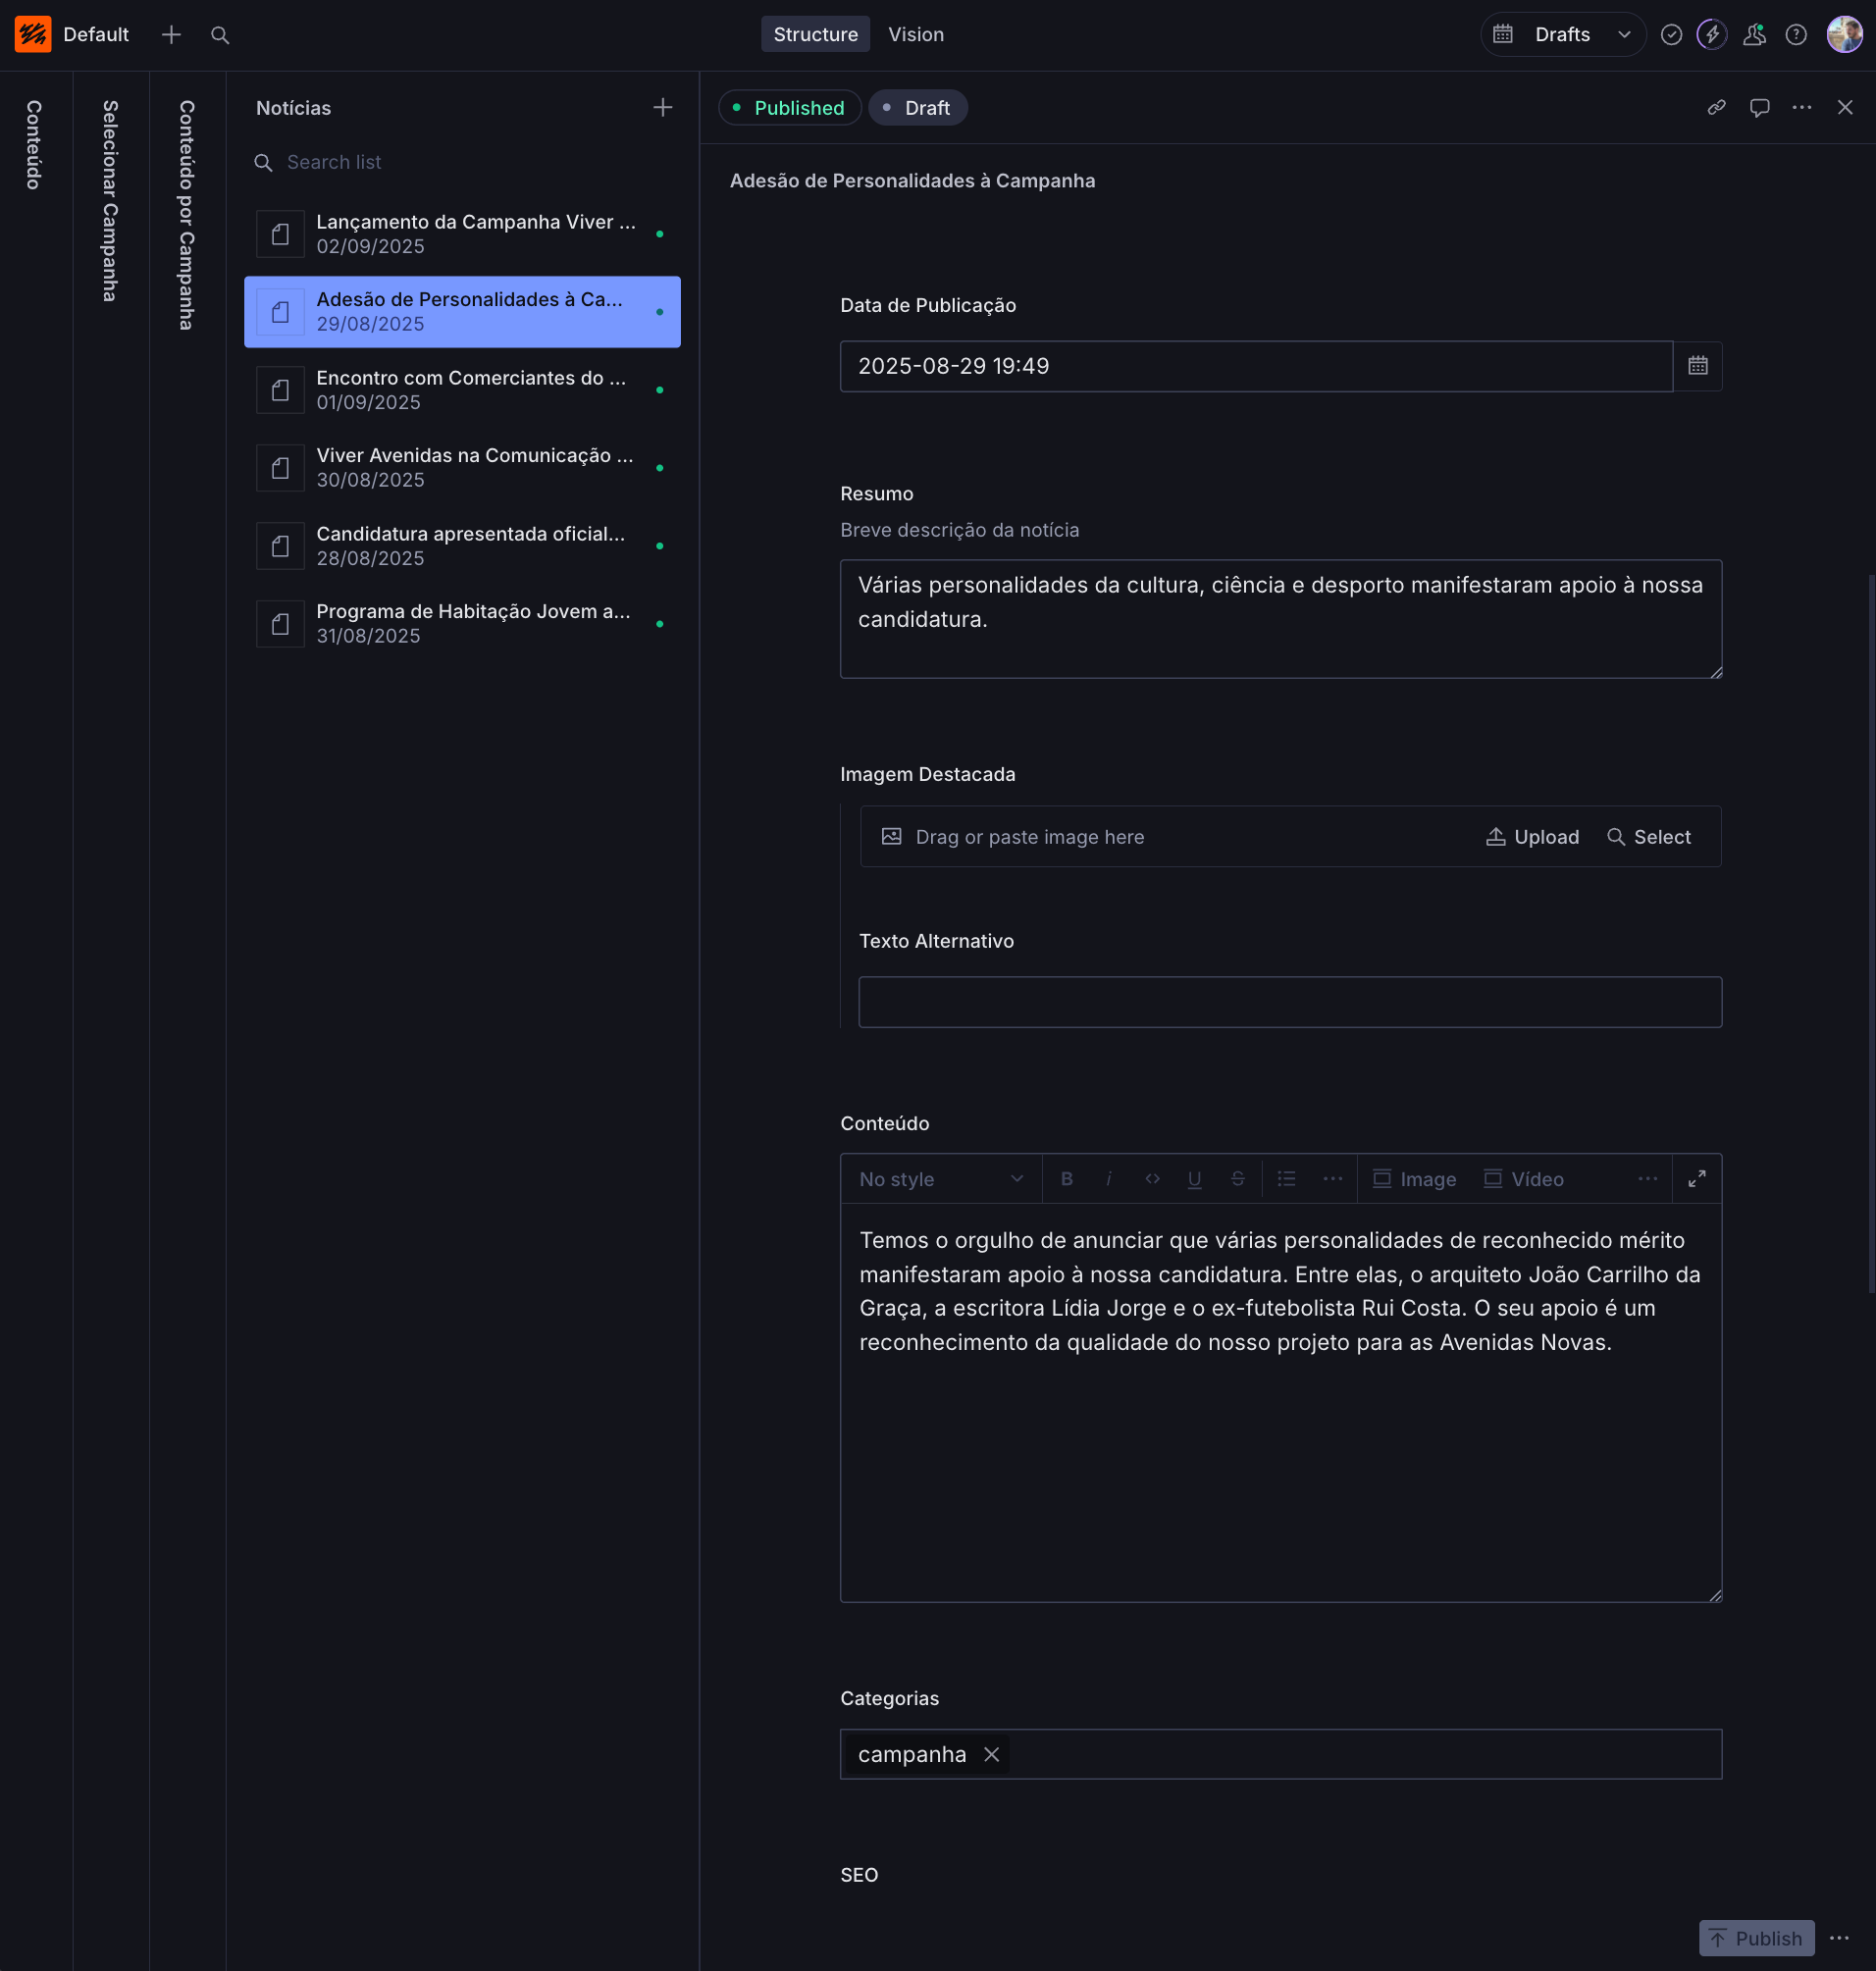 Default
Structure
Vision
Drafts
Conteúdo
Selecionar Campanha
Conteúdo por Campanha
Notícias
Search list
Lançamento da Campanha Viver ...
02/09/2025
Adesão de Personalidades à Ca...
29/08/2025
Encontro com Comerciantes do ...
01/09/2025
Viver Avenidas na Comunicação ...
30/08/2025
Candidatura apresentada oficial...
28/08/2025
Programa de Habitação Jovem a...
31/08/2025
Published
Draft
Adesão de Personalidades à Campanha
Data de Publicação
2025-08-29 19:49
Resumo
Breve descrição da notícia
Várias personalidades da cultura, ciência e desporto manifestaram apoio à nossa
candidatura.
Imagem Destacada
Drag or paste image here
Upload
Select
Texto Alternativo
Conteúdo
No style
Image
Vídeo
Temos o orgulho de anunciar que várias personalidades de reconhecido mérito
manifestaram apoio à nossa candidatura. Entre elas, o arquiteto João Carrilho da
Graça, a escritora Lídia Jorge e o ex-futebolista Rui Costa. O seu apoio é um
reconhecimento da qualidade do nosso projeto para as Avenidas Novas.
Categorias
campanha
SEO
Publish